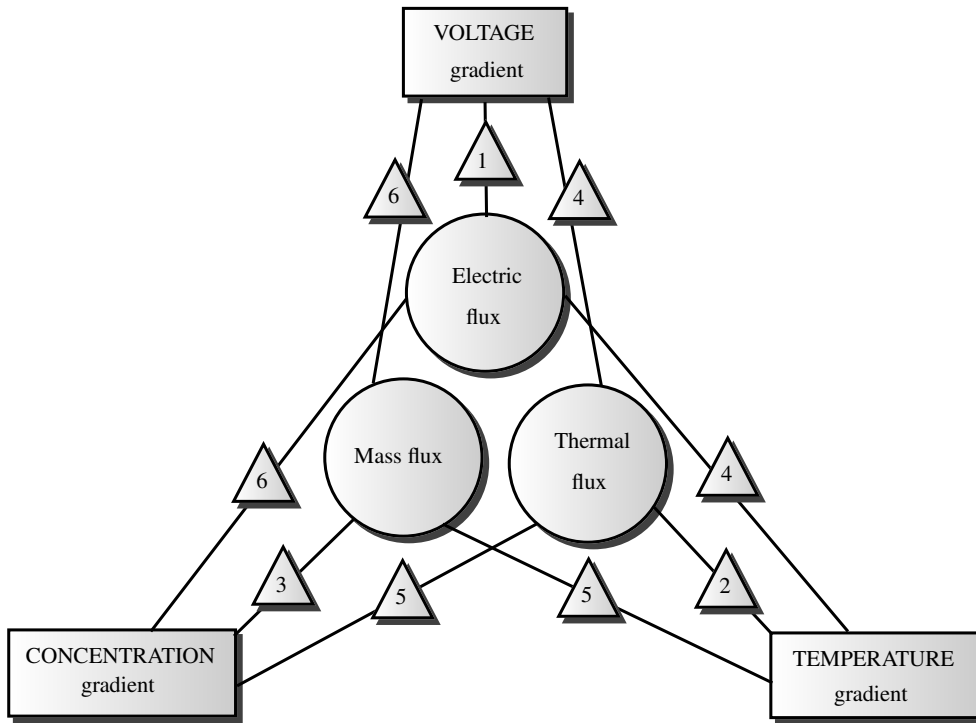 VOLTAGE
gradient
1
6
4
Electric
flux
Mass flux
Thermal
flux
6
4
3
5
5
2
CONCENTRATION
gradient
TEMPERATURE
gradient